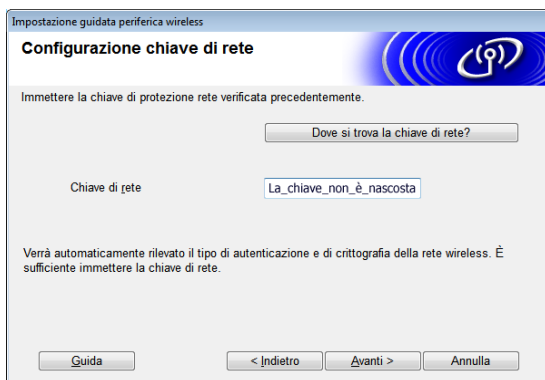 Impostazione guidata periferica wireless
Configurazione chiave di rete
Immettere la chiave di protezione rete verificata precedentemente.
Dove si trova la chiave di rete?
Chiave di rete
La_chiave_non_è_nascosta
Verrà automaticamente rilevato il tipo di autenticazione e di crittografia della rete wireless. È
sufficiente immettere la chiave di rete.
Guida
< Indietro
Avanti >
Annulla